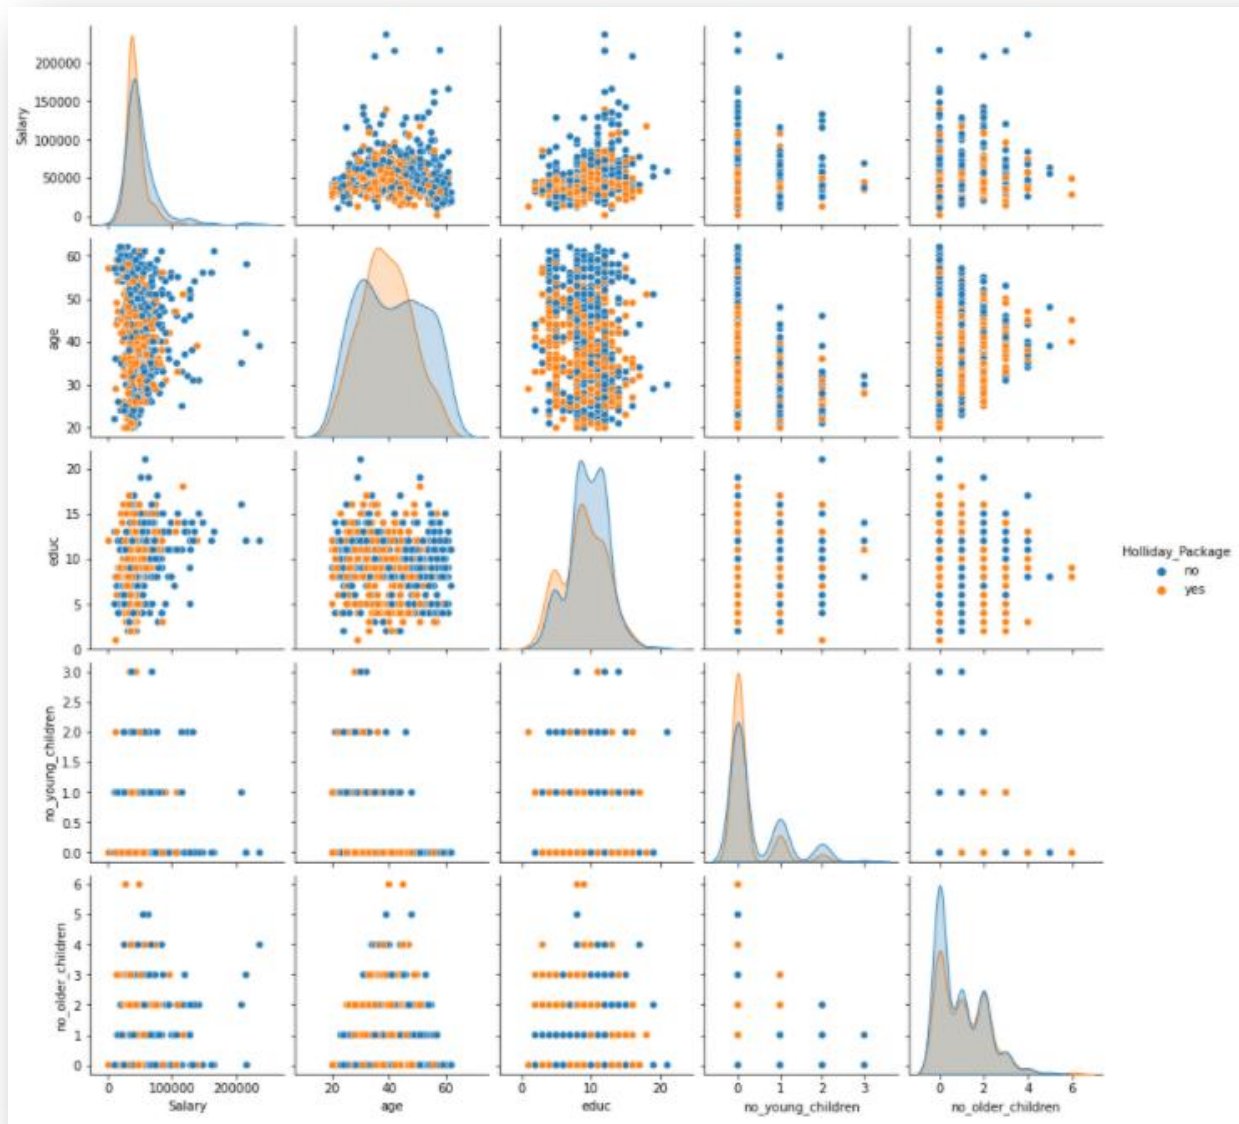 Salary
200000
150000
100000
50000
0
age
60
50
40
30
20
educ
20
15
10
5
0
Holliday_Package
no
yes
no_young_children
3.0
2.5
2.0
1.5
1.0
0.5
0.0
no_older_children
6
5
4
3
2
1
0
0 100000 200000
Salary
20 40 60
age
0 10 20
educ
0 1 2 3
no_young_children
0 2 4 6
no_older_children